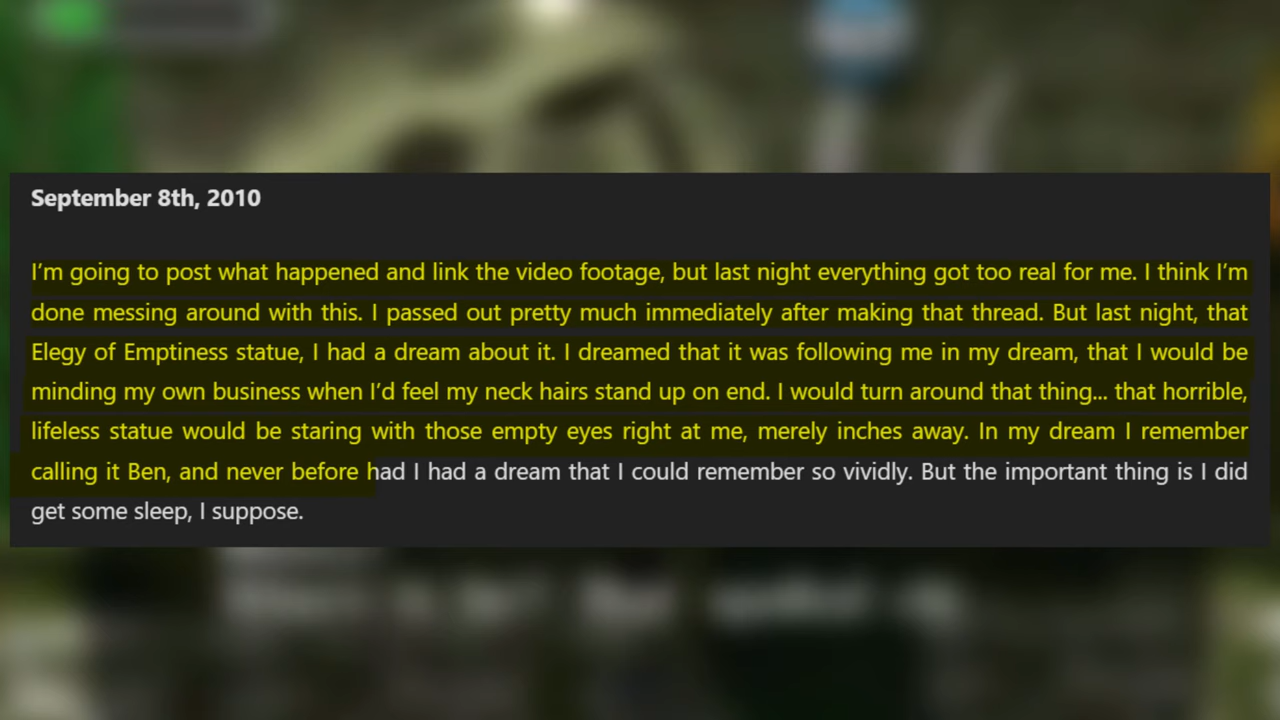 September 8th, 2010
I’m going to post what happened and link the video footage, but last night everything got too real for me. I think I’m
done messing around with this. I passed out pretty much immediately after making that thread. But last night, that
Elegy of Emptiness statue, I had a dream about it. I dreamed that it was following me in my dream, that I would be
minding my own business when I’d feel my neck hairs stand up on end. I would turn around that thing... that horrible,
lifeless statue would be staring with those empty eyes right at me, merely inches away. In my dream I remember
calling it Ben, and never before had I had a dream that I could remember so vividly. But the important thing is I did
get some sleep, I suppose.